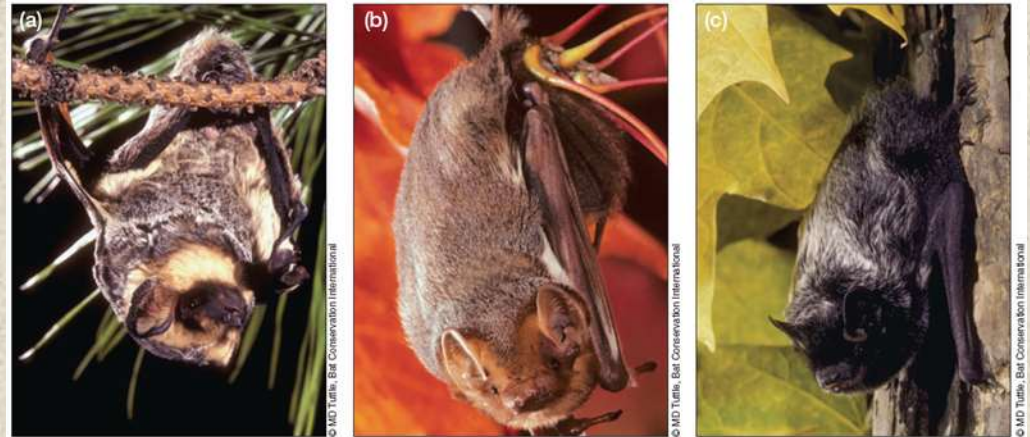 (a)
© MD Tuttle, Bat Conservation International
(b)
© MD Tuttle, Bat Conservation International
(c)
© MD Tuttle, Bat Conservation International